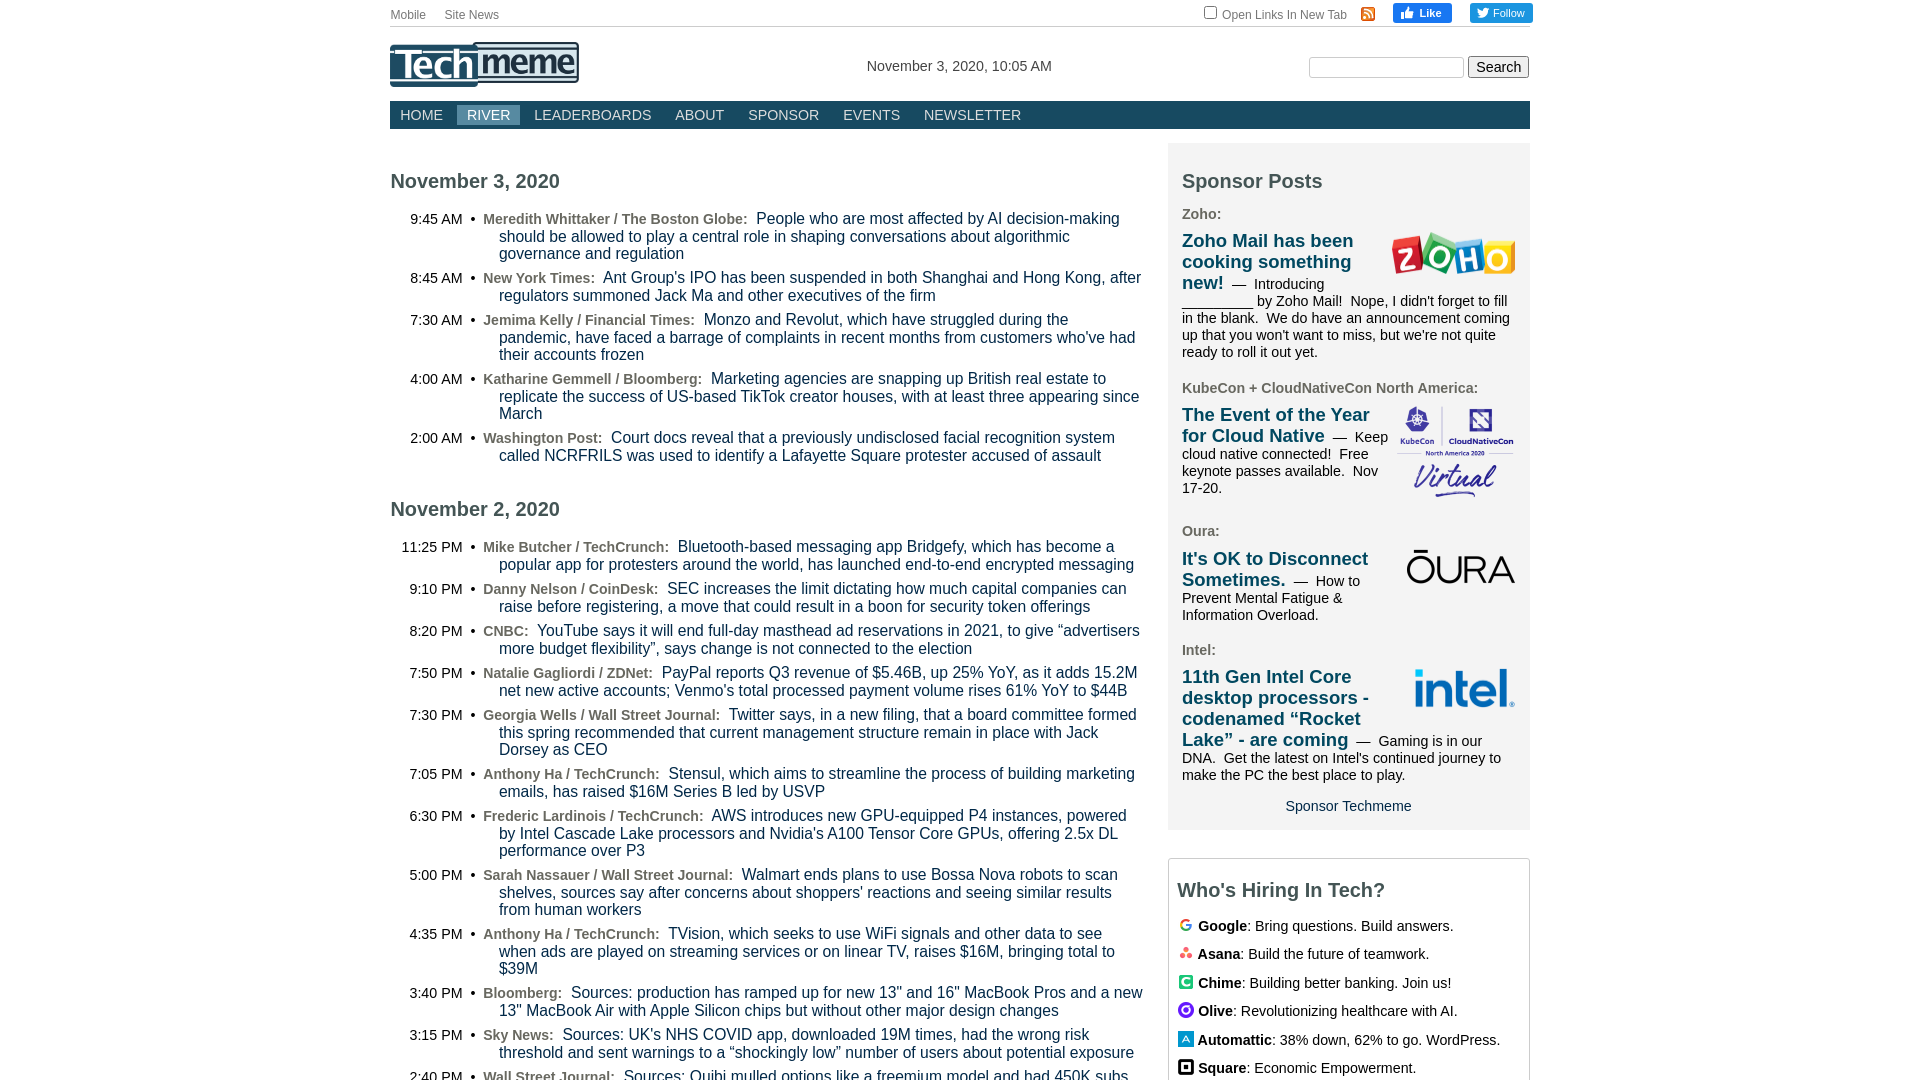 Mobile Site News Open Links In New Tab Like Follow
Techmeme
November 3, 2020, 10:05 AM
Search
HOME RIVER LEADERBOARDS ABOUT SPONSOR EVENTS NEWSLETTER
November 3, 2020
9:45 AM • Meredith Whittaker / The Boston Globe: People who are most affected by AI decision-making
should be allowed to play a central role in shaping conversations about algorithmic
governance and regulation
8:45 AM • New York Times: Ant Group's IPO has been suspended in both Shanghai and Hong Kong, after
regulators summoned Jack Ma and other executives of the firm
7:30 AM • Jemima Kelly / Financial Times: Monzo and Revolut, which have struggled during the
pandemic, have faced a barrage of complaints in recent months from customers who've had
their accounts frozen
4:00 AM • Katharine Gemmell / Bloomberg: Marketing agencies are snapping up British real estate to
replicate the success of US-based TikTok creator houses, with at least three appearing since
March
2:00 AM • Washington Post: Court docs reveal that a previously undisclosed facial recognition system
called NCRFRILS was used to identify a Lafayette Square protester accused of assault
November 2, 2020
11:25 PM • Mike Butcher / TechCrunch: Bluetooth-based messaging app Bridgefy, which has become a
popular app for protesters around the world, has launched end-to-end encrypted messaging
9:10 PM • Danny Nelson / CoinDesk: SEC increases the limit dictating how much capital companies can
raise before registering, a move that could result in a boon for security token offerings
8:20 PM • CNBC: YouTube says it will end full-day masthead ad reservations in 2021, to give “advertisers
more budget flexibility”, says change is not connected to the election
7:50 PM • Natalie Gagliordi / ZDNet: PayPal reports Q3 revenue of $5.46B, up 25% YoY, as it adds 15.2M
net new active accounts; Venmo's total processed payment volume rises 61% YoY to $44B
7:30 PM • Georgia Wells / Wall Street Journal: Twitter says, in a new filing, that a board committee formed
this spring recommended that current management structure remain in place with Jack
Dorsey as CEO
7:05 PM • Anthony Ha / TechCrunch: Stensul, which aims to streamline the process of building marketing
emails, has raised $16M Series B led by USVP
6:30 PM • Frederic Lardinois / TechCrunch: AWS introduces new GPU-equipped P4 instances, powered
by Intel Cascade Lake processors and Nvidia's A100 Tensor Core GPUs, offering 2.5x DL
performance over P3
5:00 PM • Sarah Nassauer / Wall Street Journal: Walmart ends plans to use Bossa Nova robots to scan
shelves, sources say after concerns about shoppers' reactions and seeing similar results
from human workers
4:35 PM • Anthony Ha / TechCrunch: TVision, which seeks to use WiFi signals and other data to see
when ads are played on streaming services or on linear TV, raises $16M, bringing total to
$39M
3:40 PM • Bloomberg: Sources: production has ramped up for new 13" and 16" MacBook Pros and a new
13" MacBook Air with Apple Silicon chips but without other major design changes
3:15 PM • Sky News: Sources: UK's NHS COVID app, downloaded 19M times, had the wrong risk
threshold and sent warnings to a “shockingly low” number of users about potential exposure
2:40 PM • Wall Street Journal: Sources: Quibi mulled options like a freemium model and had 450K subs
Sponsor Posts
Zoho:
Zoho Mail has been
cooking something
new! — Introducing
_________ by Zoho Mail! Nope, I didn't forget to fill
in the blank. We do have an announcement coming
up that you won't want to miss, but we're not quite
ready to roll it out yet.
ZOHO
KubeCon + CloudNativeCon North America:
The Event of the Year
for Cloud Native — Keep
cloud native connected! Free
keynote passes available. Nov
17-20.
KubeCon CloudNativeCon
North America 2020
Virtual
Oura:
It's OK to Disconnect
Sometimes. — How to
Prevent Mental Fatigue &
Information Overload.
ŌURA
Intel:
11th Gen Intel Core
desktop processors -
codenamed “Rocket
Lake” - are coming — Gaming is in our
DNA. Get the latest on Intel's continued journey to
make the PC the best place to play.
intel®
Sponsor Techmeme
Who's Hiring In Tech?
Google: Bring questions. Build answers.
Asana: Build the future of teamwork.
Chime: Building better banking. Join us!
Olive: Revolutionizing healthcare with AI.
Automattic: 38% down, 62% to go. WordPress.
Square: Economic Empowerment.